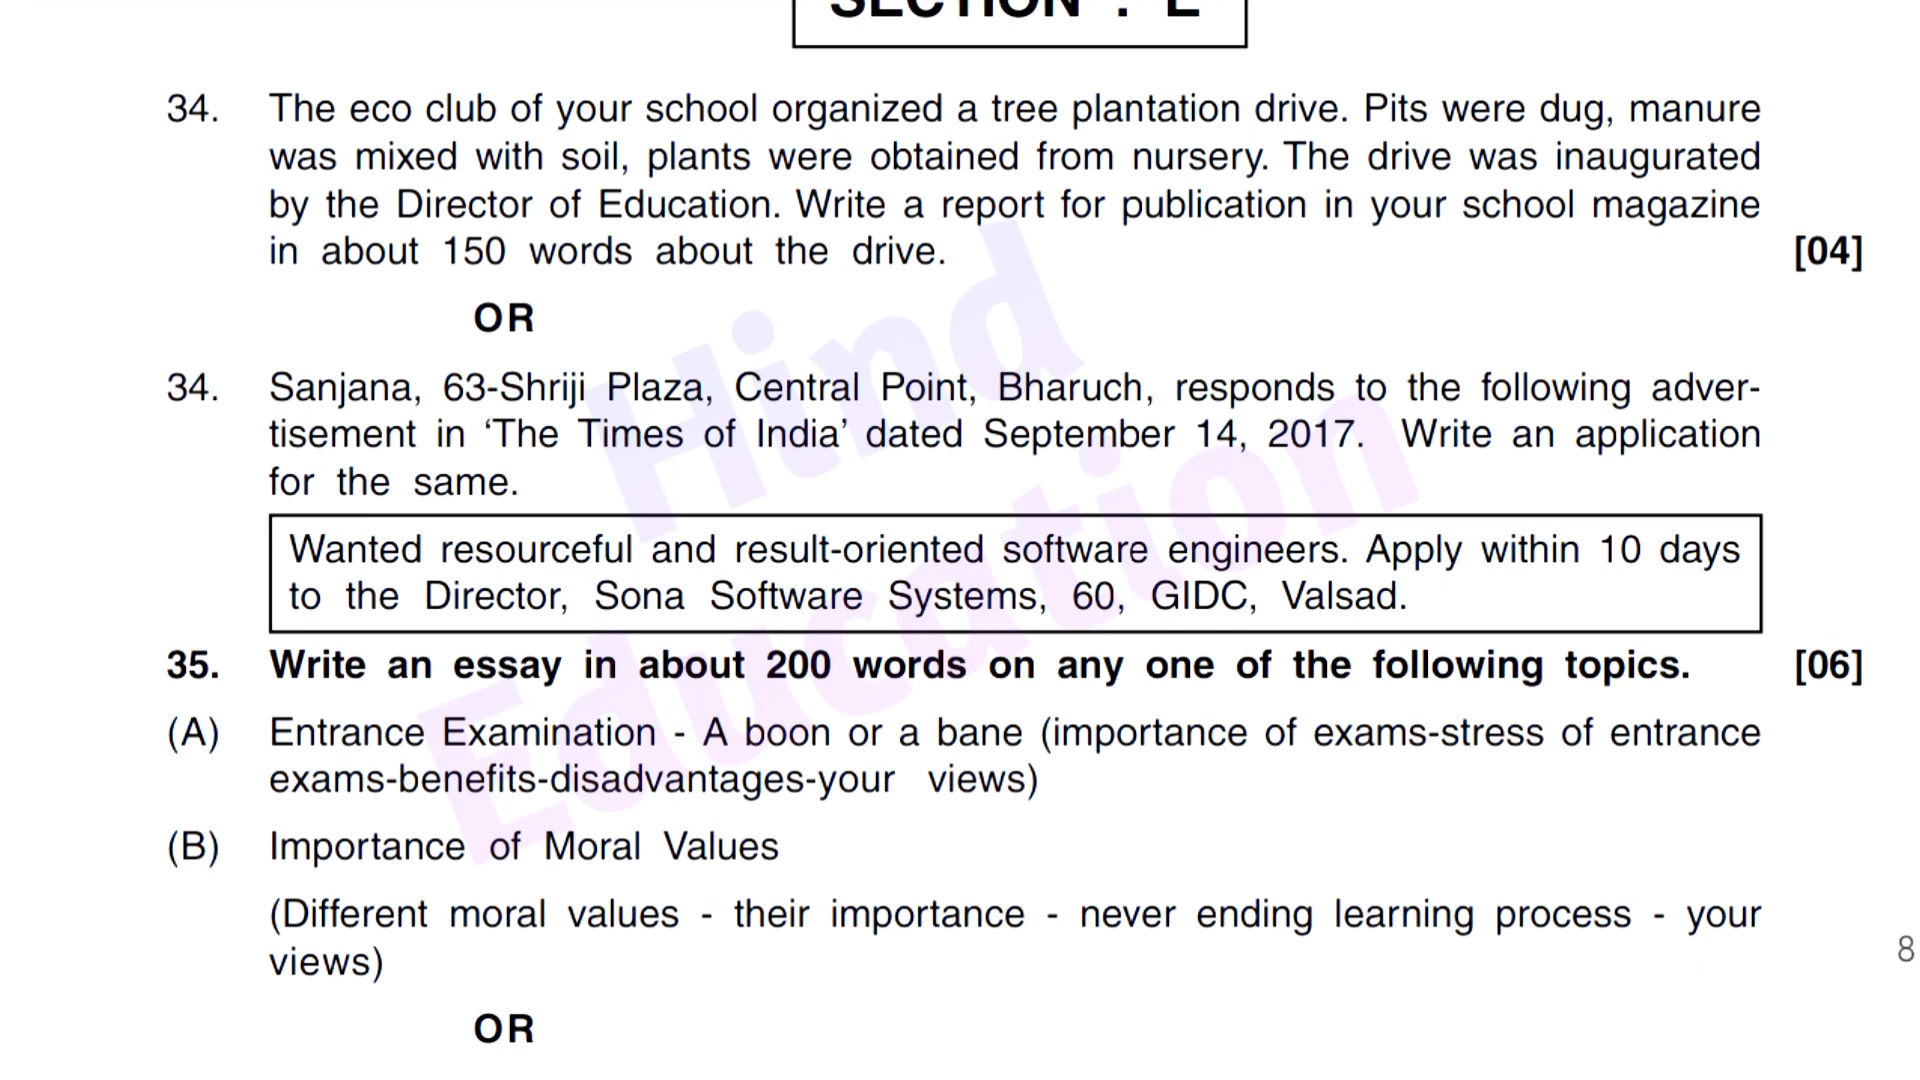 SECTION : E
34. The eco club of your school organized a tree plantation drive. Pits were dug, manure
was mixed with soil, plants were obtained from nursery. The drive was inaugurated
by the Director of Education. Write a report for publication in your school magazine
in about 150 words about the drive. [04]
OR
34. Sanjana, 63-Shriji Plaza, Central Point, Bharuch, responds to the following adver-
tisement in ‘The Times of India’ dated September 14, 2017. Write an application
for the same.
Wanted resourceful and result-oriented software engineers. Apply within 10 days
to the Director, Sona Software Systems, 60, GIDC, Valsad.
35. Write an essay in about 200 words on any one of the following topics. [06]
(A) Entrance Examination - A boon or a bane (importance of exams-stress of entrance
exams-benefits-disadvantages-your views)
(B) Importance of Moral Values
(Different moral values - their importance - never ending learning process - your
views)
8
OR
Hind
Education